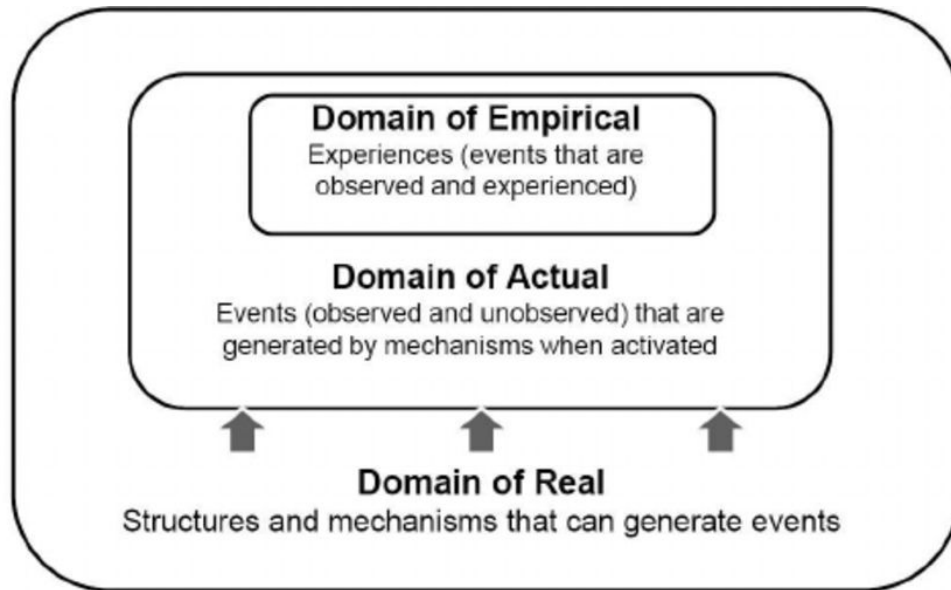 Domain of Empirical
Experiences (events that are
observed and experienced)
Domain of Actual
Events (observed and unobserved) that are
generated by mechanisms when activated
Domain of Real
Structures and mechanisms that can generate events